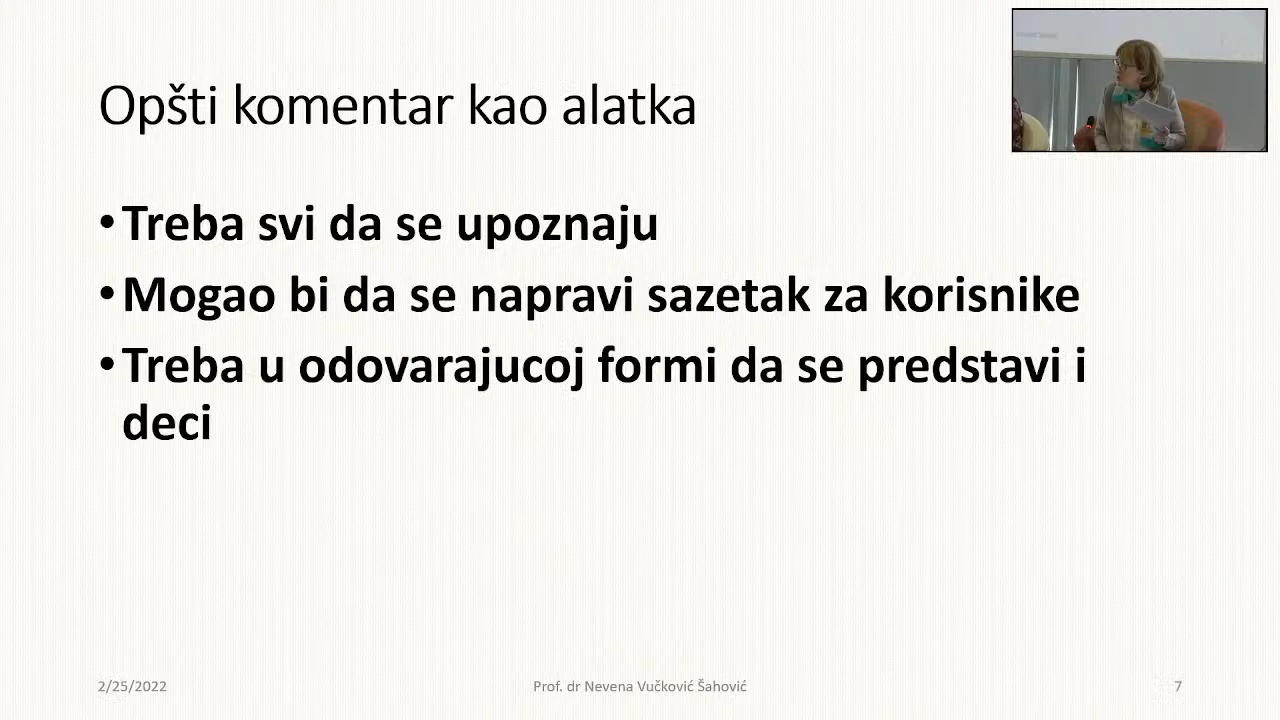 Opšti komentar kao alatka
•Treba svi da se upoznaju
•Mogao bi da se napravi sazetak za korisnike
•Treba u odovarajucoj formi da se predstavi i
deci
2/25/2022
Prof. dr Nevena Vučković Šahović
7